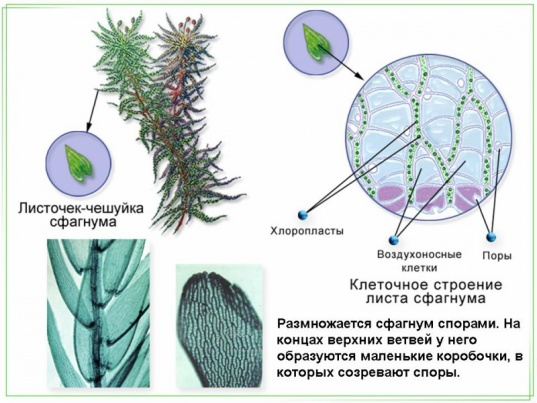 Листочек-чешуйка
сфагнума
Хлоропласты
Воздухоносные
клетки
Поры
Клеточное строение
листа сфагнума
Размножается сфагнум спорами. На
концах верхних ветвей у него
образуются маленькие коробочки, в
которых созревают споры.